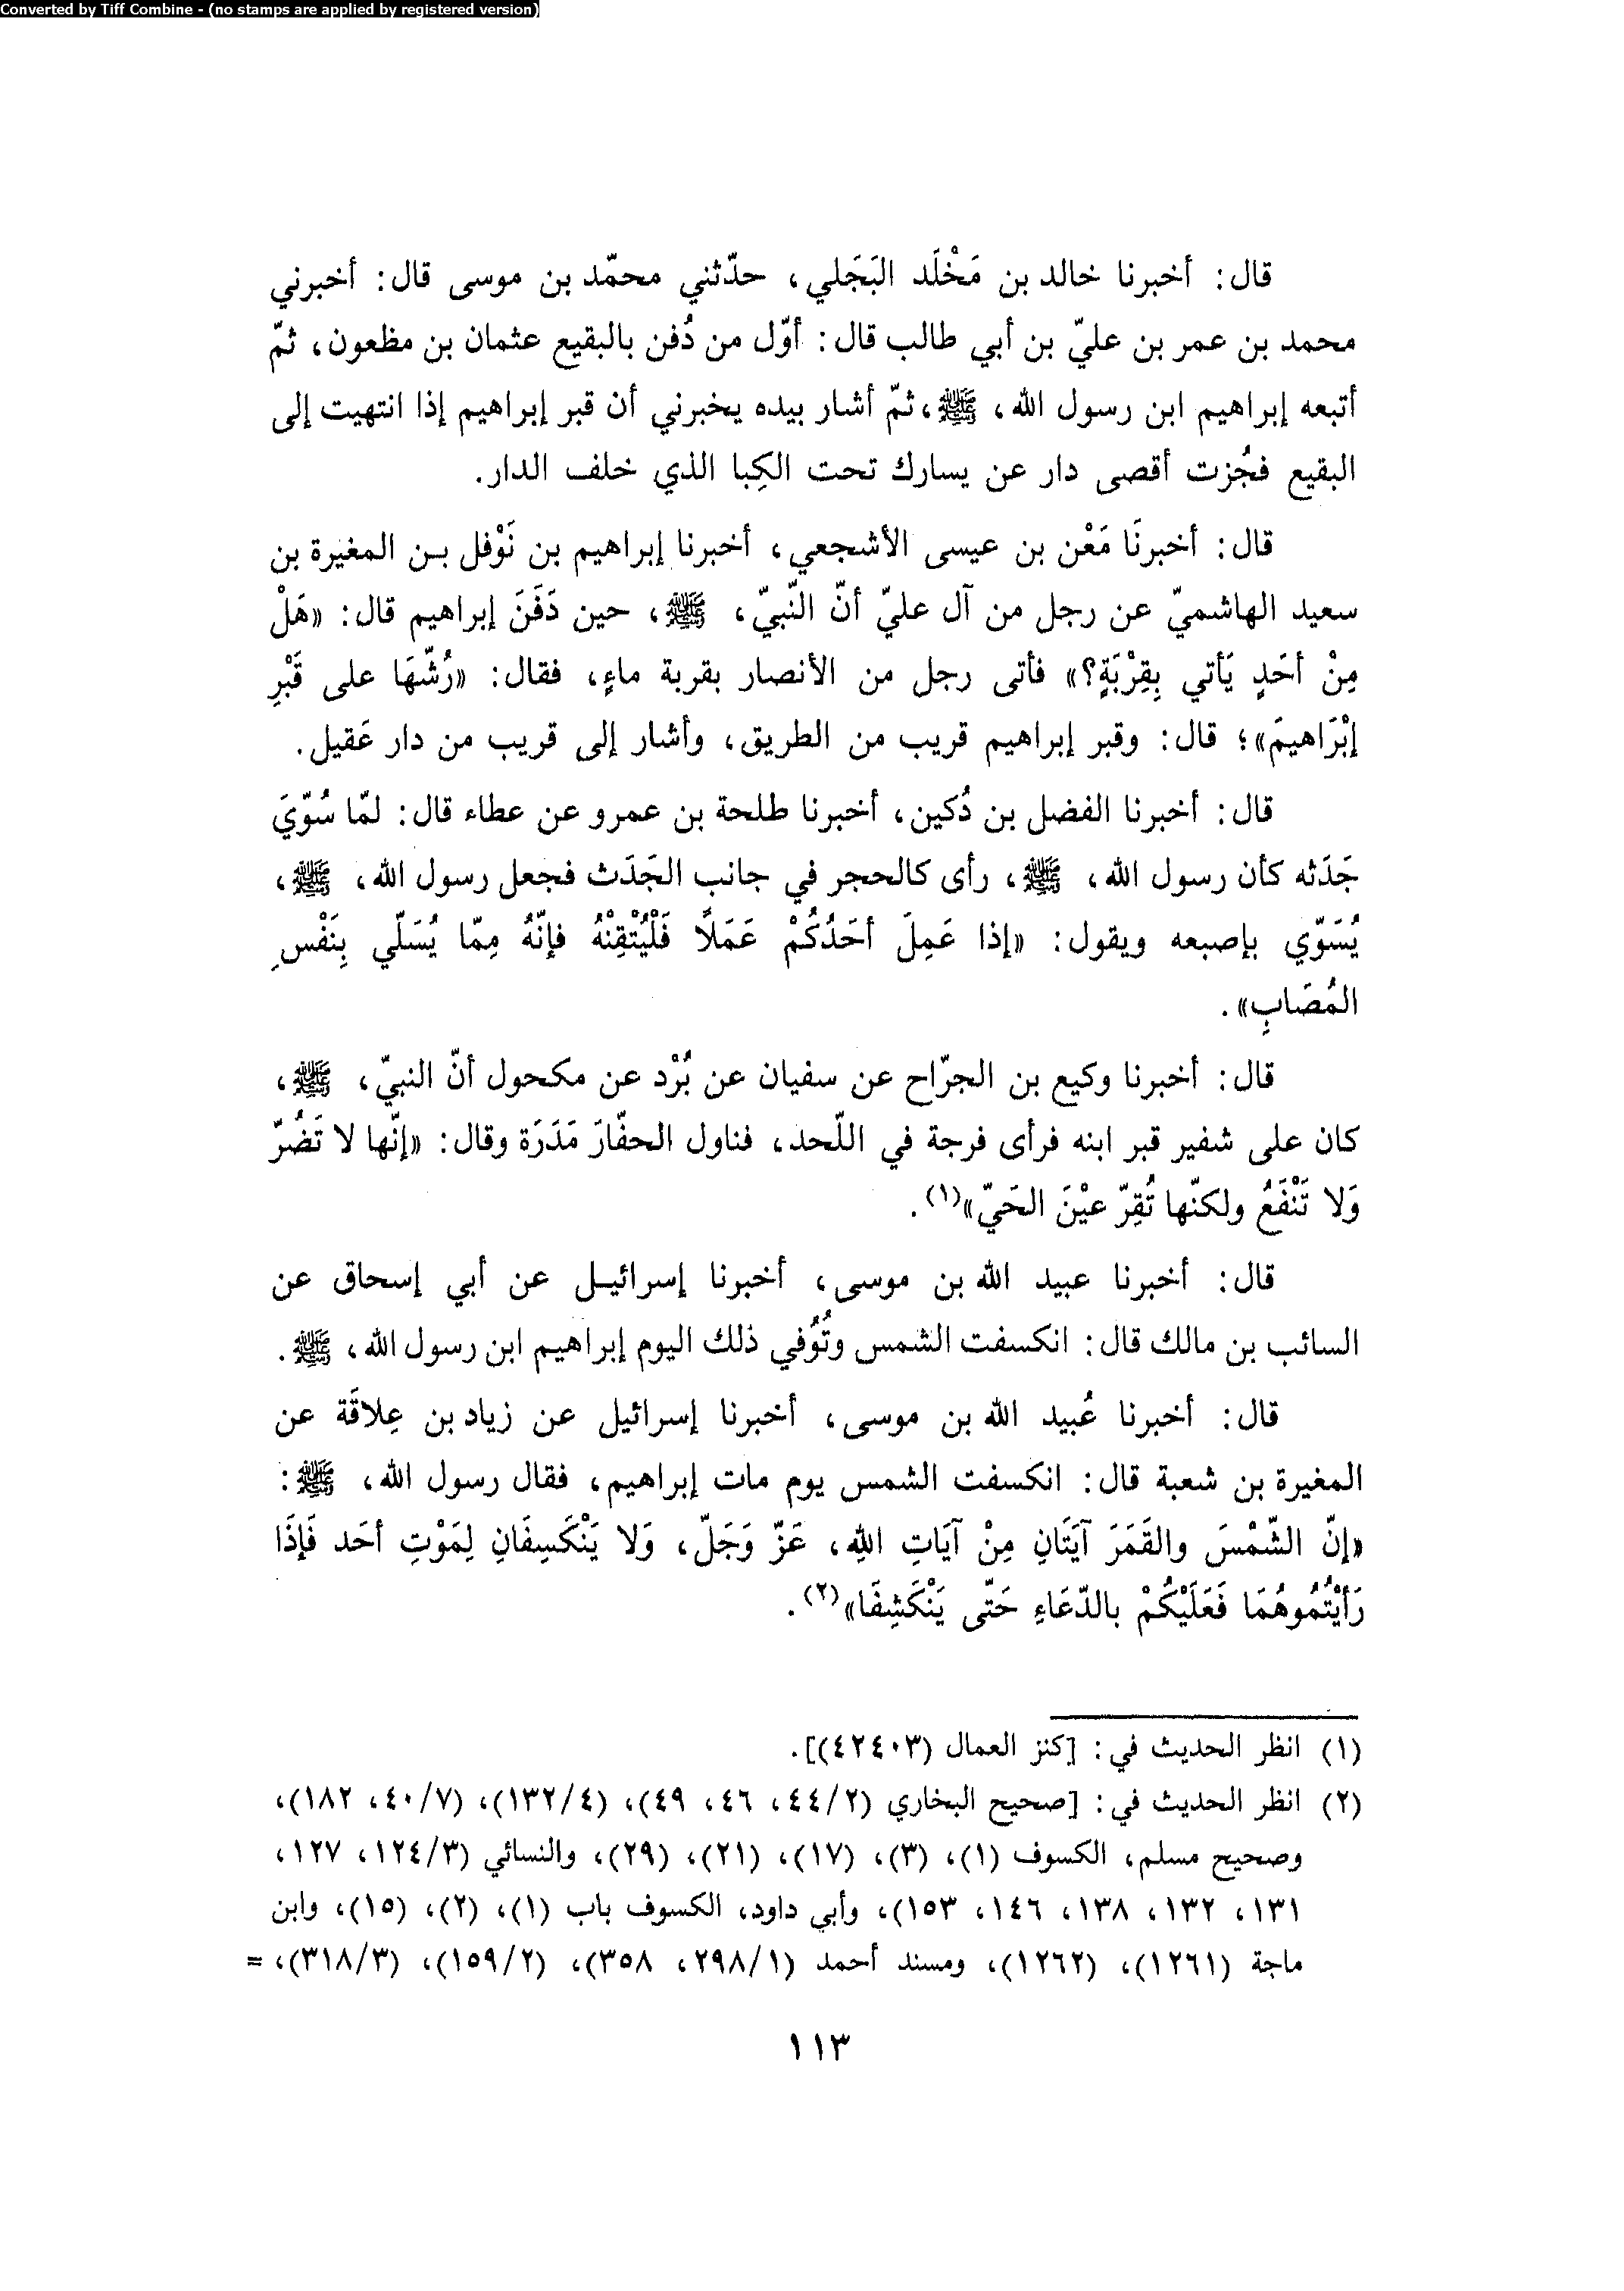 Converted by Tiff Combine - (no stamps are applied by registered version)
قال: أخبرنا خالد بن مَخْلَد البَجَلي، حدّثني محمّد بن موسى قال: أخبرني
محمد بن عمر بن عليّ بن أبي طالب قال: أوّل من دُفن بالبقيع عثمان بن مظعون، ثمّ
أتبعه إبراهيم ابن رسول الله، ﷺ، ثمّ أشار بيده يخبرني أن قبر إبراهيم إذا انتهيت إلى
البقيع فجُزت أقصى دار عن يسارك تحت الكِبا الذي خلف الدار.
قال: أخبرنَا مَعْن بن عيسى الأشجعي، أخبرنا إبراهيم بن نَوْفل بن المغيرة بن
سعيد الهاشميّ عن رجل من آل عليّ أنّ النّبيّ، ﷺ، حين دَفَنَ إبراهيم قال: «هَلْ
مِنْ أحَدٍ يَأتي بِقِرْبَةٍ؟» فأتى رجل من الأنصار بقربة ماءٍ، فقال: «رُشّهَا على قَبْرِ
إبْرَاهيمَ»؛ قال: وقبر إبراهيم قريب من الطريق، وأشار إلى قريب من دار عَقيل.
قال: أخبرنا الفضل بن دُكين، أخبرنا طلحة بن عمرو عن عطاء قال: لمّا سُوّيَ
جَدَثه كأن رسول الله، ﷺ، رأى كالحجر في جانب الجَدَث فجعل رسول الله، ﷺ،
يُسَوّي بإصبعه ويقول: «إذا عَمِلَ أحَدُكُمْ عَمَلًا فَلْيُتْقِنْهُ فإنّهُ مِمّا يُسَلّي بِنَفْسِ
المُصَابِ».
قال: أخبرنا وكيع بن الجرّاح عن سفيان عن بُرْد عن مكحول أنّ النبيّ، ﷺ،
كان على شفير قبر ابنه فرأى فرجة في اللّحد، فناول الحفّارَ مَدَرَة وقال: «إنّها لا تَضُرّ
وَلا تَنْفَعُ ولكنّها تُقِرّ عيْنَ الحَيّ»(١).
قال: أخبرنا عبيد الله بن موسى، أخبرنا إسرائيل عن أبي إسحاق عن
السائب بن مالك قال: انكسفت الشمس وتُوُفي ذلك اليوم إبراهيم ابن رسول الله، ﷺ.
قال: أخبرنا عُبيد الله بن موسى، أخبرنا إسرائيل عن زياد بن عِلاقَة عن
المغيرة بن شعبة قال: انكسفت الشمس يوم مات إبراهيم، فقال رسول الله، ﷺ:
«إنّ الشّمْسَ والقَمَرَ آيَتَانِ مِنْ آيَاتِ اللهِ، عَزّ وَجَلّ، وَلا يَنْكَسِفَانِ لِمَوْتِ أحَد فَإذَا
رَأيْتُمُوهُمَا فَعَلَيْكُمْ بالدّعَاءِ حَتّى يَنْكَشِفَا»(٢).
(١) انظر الحديث في: [كنز العمال (٤٢٤٠٣)].
(٢) انظر الحديث في: [صحيح البخاري (٤٤/٢، ٤٦، ٤٩)، (١٣٢/٤)، (٤٠/٧، ١٨٢)،
وصحيح مسلم، الكسوف (١)، (٣)، (١٧)، (٢١)، (٢٩)، والنسائي (١٢٤/٣، ١٢٧،
١٣١، ١٣٢، ١٣٨، ١٤٦، ١٥٣)، وأبي داود، الكسوف باب (١)، (٢)، (١٥)، وابن
ماجة (١٢٦١)، (١٢٦٢)، ومسند أحمد (٢٩٨/١، ٣٥٨)، (١٥٩/٢)، (٣١٨/٣)، =
١١٣